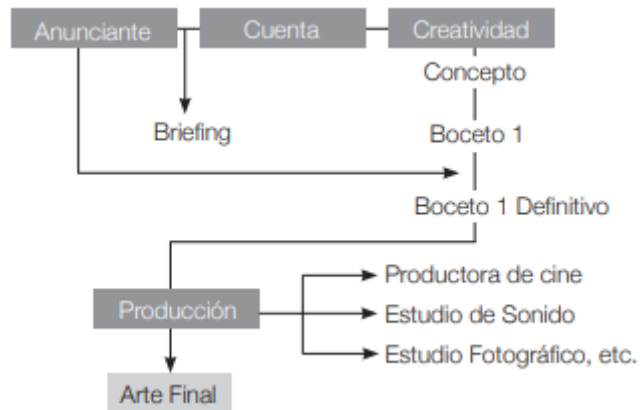 Anunciante
Cuenta
Creatividad
Concepto
Briefing
Boceto 1
Boceto 1 Definitivo
Productora de cine
Producción
Estudio de Sonido
Estudio Fotográfico, etc.
Arte Final